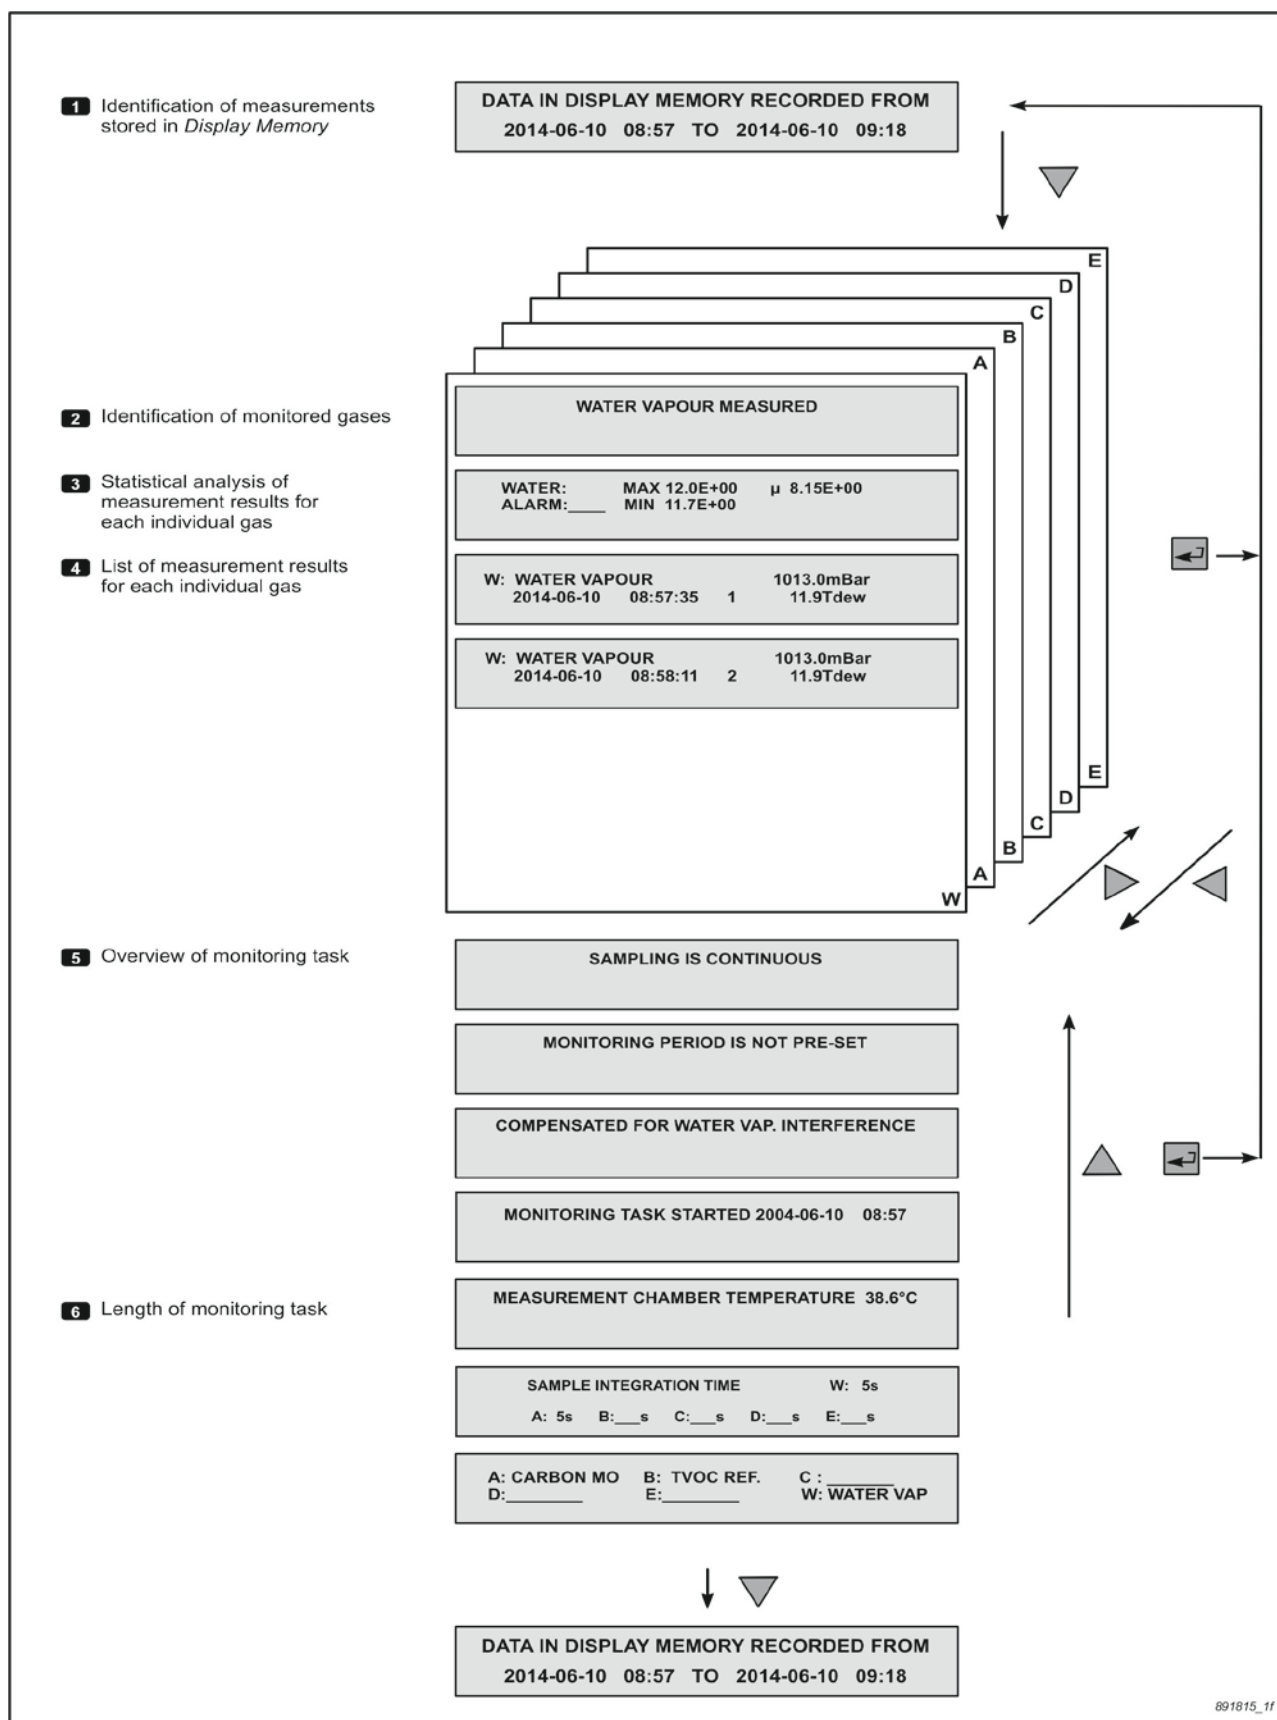 1 Identification of measurements
stored in Display Memory
DATA IN DISPLAY MEMORY RECORDED FROM
2014-06-10 08:57 TO 2014-06-10 09:18
E
D
C
B
A
2 Identification of monitored gases
WATER VAPOUR MEASURED
3 Statistical analysis of
measurement results for
each individual gas
WATER: MAX 12.0E+00 µ 8.15E+00
ALARM:____ MIN 11.7E+00
4 List of measurement results
for each individual gas
W: WATER VAPOUR 1013.0mBar
2014-06-10 08:57:35 1 11.9Tdew
W: WATER VAPOUR 1013.0mBar
2014-06-10 08:58:11 2 11.9Tdew
E
D
C
B
A
W
5 Overview of monitoring task
SAMPLING IS CONTINUOUS
MONITORING PERIOD IS NOT PRE-SET
COMPENSATED FOR WATER VAP. INTERFERENCE
MONITORING TASK STARTED 2004-06-10 08:57
6 Length of monitoring task
MEASUREMENT CHAMBER TEMPERATURE 38.6°C
SAMPLE INTEGRATION TIME W: 5s
A: 5s B:___s C:___s D:___s E:___s
A: CARBON MO B: TVOC REF. C : _______
D:________ E:________ W: WATER VAP
DATA IN DISPLAY MEMORY RECORDED FROM
2014-06-10 08:57 TO 2014-06-10 09:18
891815_1f